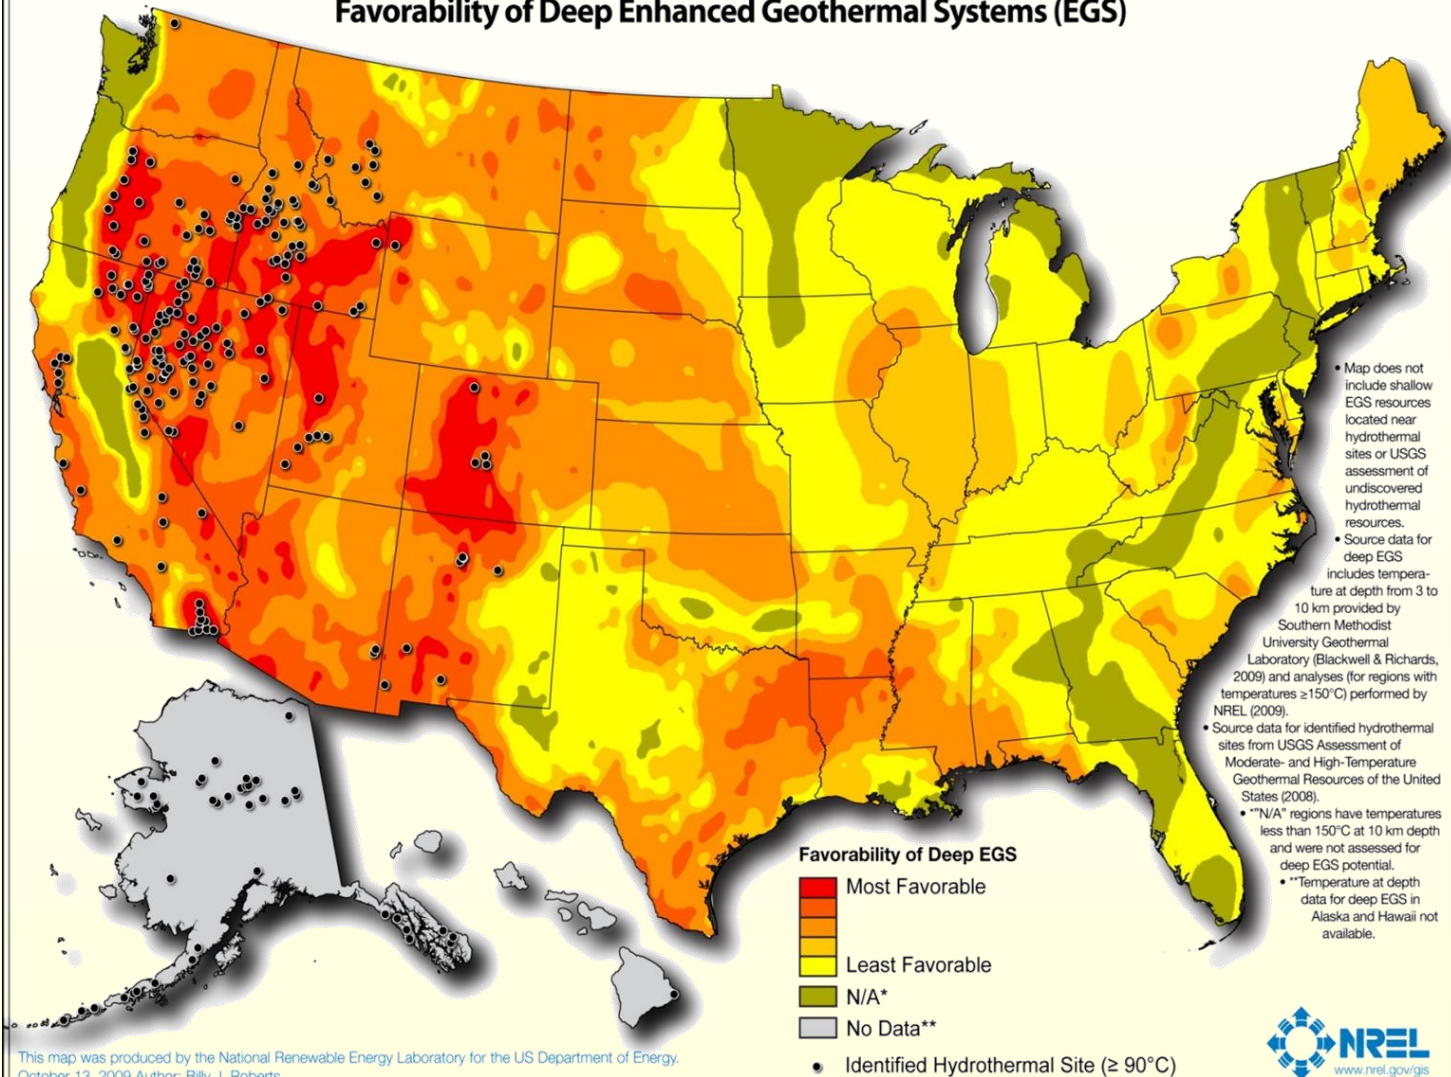 Favorability of Deep Enhanced Geothermal Systems (EGS)
• Map does not
include shallow
EGS resources
located near
hydrothermal
sites or USGS
assessment of
undiscovered
hydrothermal
resources.
• Source data for
deep EGS
includes tempera-
ture at depth from 3 to
10 km provided by
Southern Methodist
University Geothermal
Laboratory (Blackwell & Richards,
2009) and analyses (for regions with
temperatures ≥150°C) performed by
NREL (2009).
• Source data for identified hydrothermal
sites from USGS Assessment of
Moderate- and High-Temperature
Geothermal Resources of the United
States (2008).
• *"N/A" regions have temperatures
less than 150°C at 10 km depth
and were not assessed for
deep EGS potential.
• **Temperature at depth
data for deep EGS in
Alaska and Hawaii not
available.
Favorability of Deep EGS
Most Favorable
Least Favorable
N/A*
No Data**
Identified Hydrothermal Site (≥ 90°C)
This map was produced by the National Renewable Energy Laboratory for the US Department of Energy.
October 13, 2009 Author: Billy J. Roberts
NREL
www.nrel.gov/gis